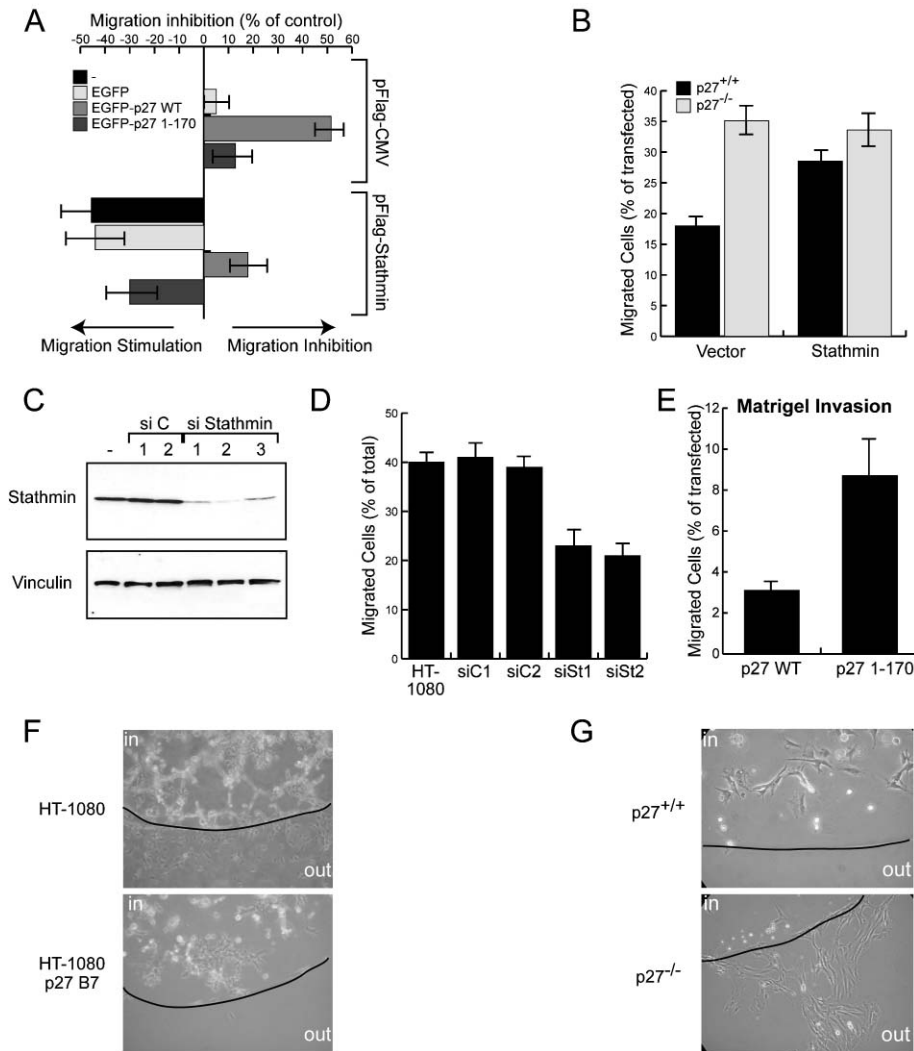 A
Migration inhibition (% of control)
-50 -40 -30 -20 -10 0 10 20 30 40 50 60
-
EGFP
EGFP-p27 WT
EGFP-p27 1-170
pFlag-CMV
pFlag-Stathmin
Migration Stimulation
Migration Inhibition
B
p27+/+
p27-/-
Migrated Cells (% of transfected)
40
35
30
25
20
15
10
5
0
Vector
Stathmin
C
si C
si Stathmin
- 1 2 1 2 3
Stathmin
Vinculin
D
Migrated Cells (% of total)
50
40
30
20
10
0
HT-1080
siC1
siC2
siSt1
siSt2
E
Matrigel Invasion
Migrated Cells (% of transfected)
12
10
8
6
4
2
0
p27 WT
p27 1-170
F
HT-1080
in
out
HT-1080
p27 B7
in
out
G
p27+/+
in
out
p27-/-
in
out